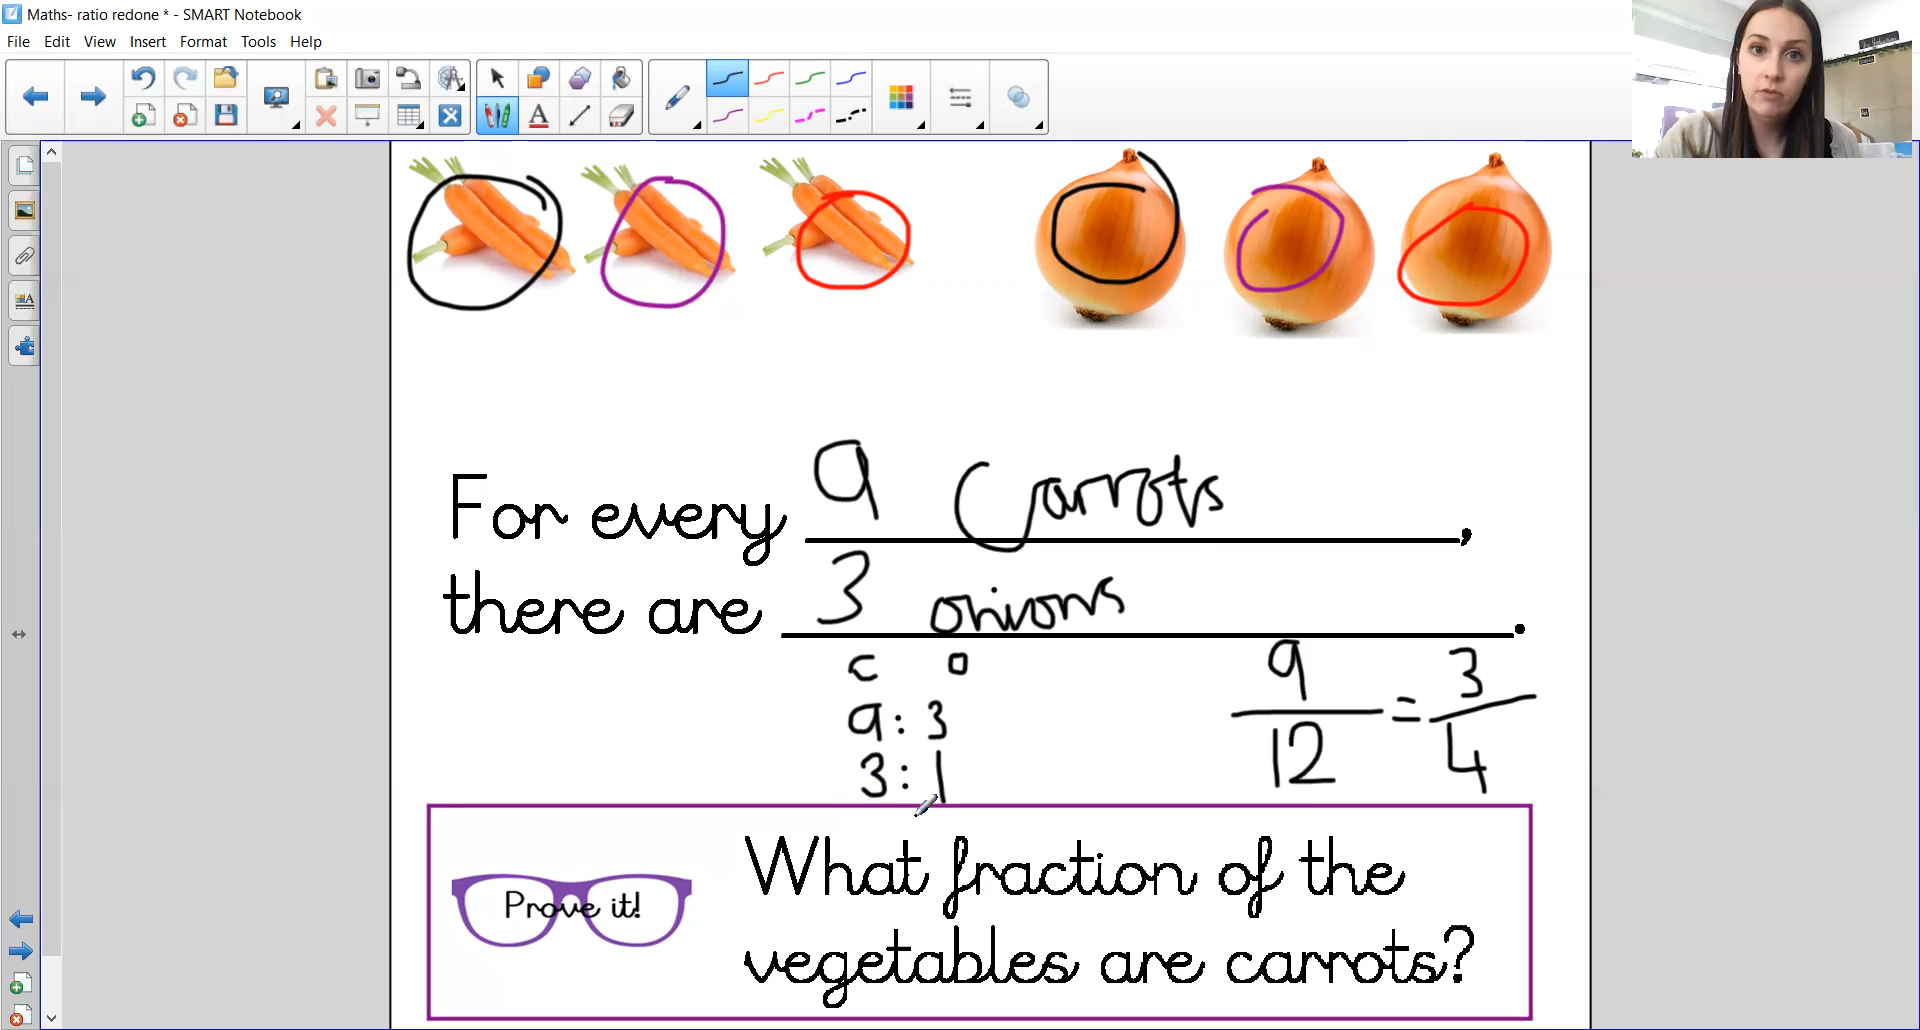 Maths- ratio redone * - SMART Notebook
File Edit View Insert Format Tools Help
For every 9 Carrots,
there are 3 onions.
c o
9:3
3:1
9/12 = 3/4
Prove it!
What fraction of the
vegetables are carrots?